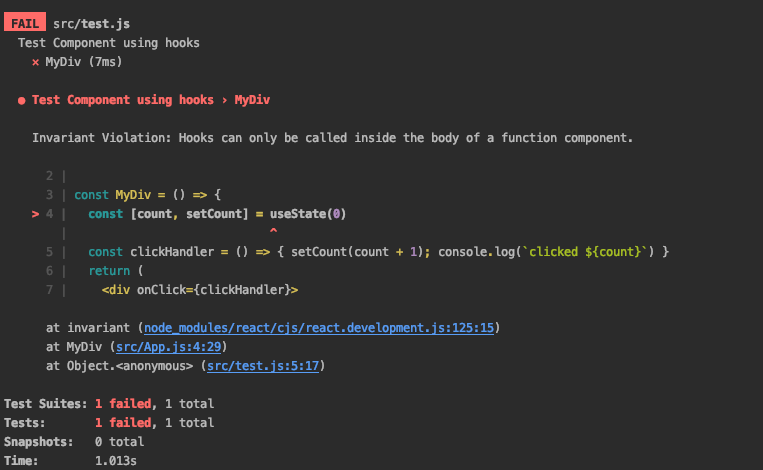 FAIL src/test.js
Test Component using hooks
× MyDiv (7ms)
● Test Component using hooks › MyDiv
Invariant Violation: Hooks can only be called inside the body of a function component.
2 |
3 | const MyDiv = () => {
> 4 |   const [count, setCount] = useState(0)
|                             ^
5 |   const clickHandler = () => { setCount(count + 1); console.log(`clicked ${count}`) }
6 |   return (
7 |     <div onClick={clickHandler}>
at invariant (node_modules/react/cjs/react.development.js:125:15)
at MyDiv (src/App.js:4:29)
at Object.<anonymous> (src/test.js:5:17)
Test Suites: 1 failed, 1 total
Tests:       1 failed, 1 total
Snapshots:   0 total
Time:        1.013s